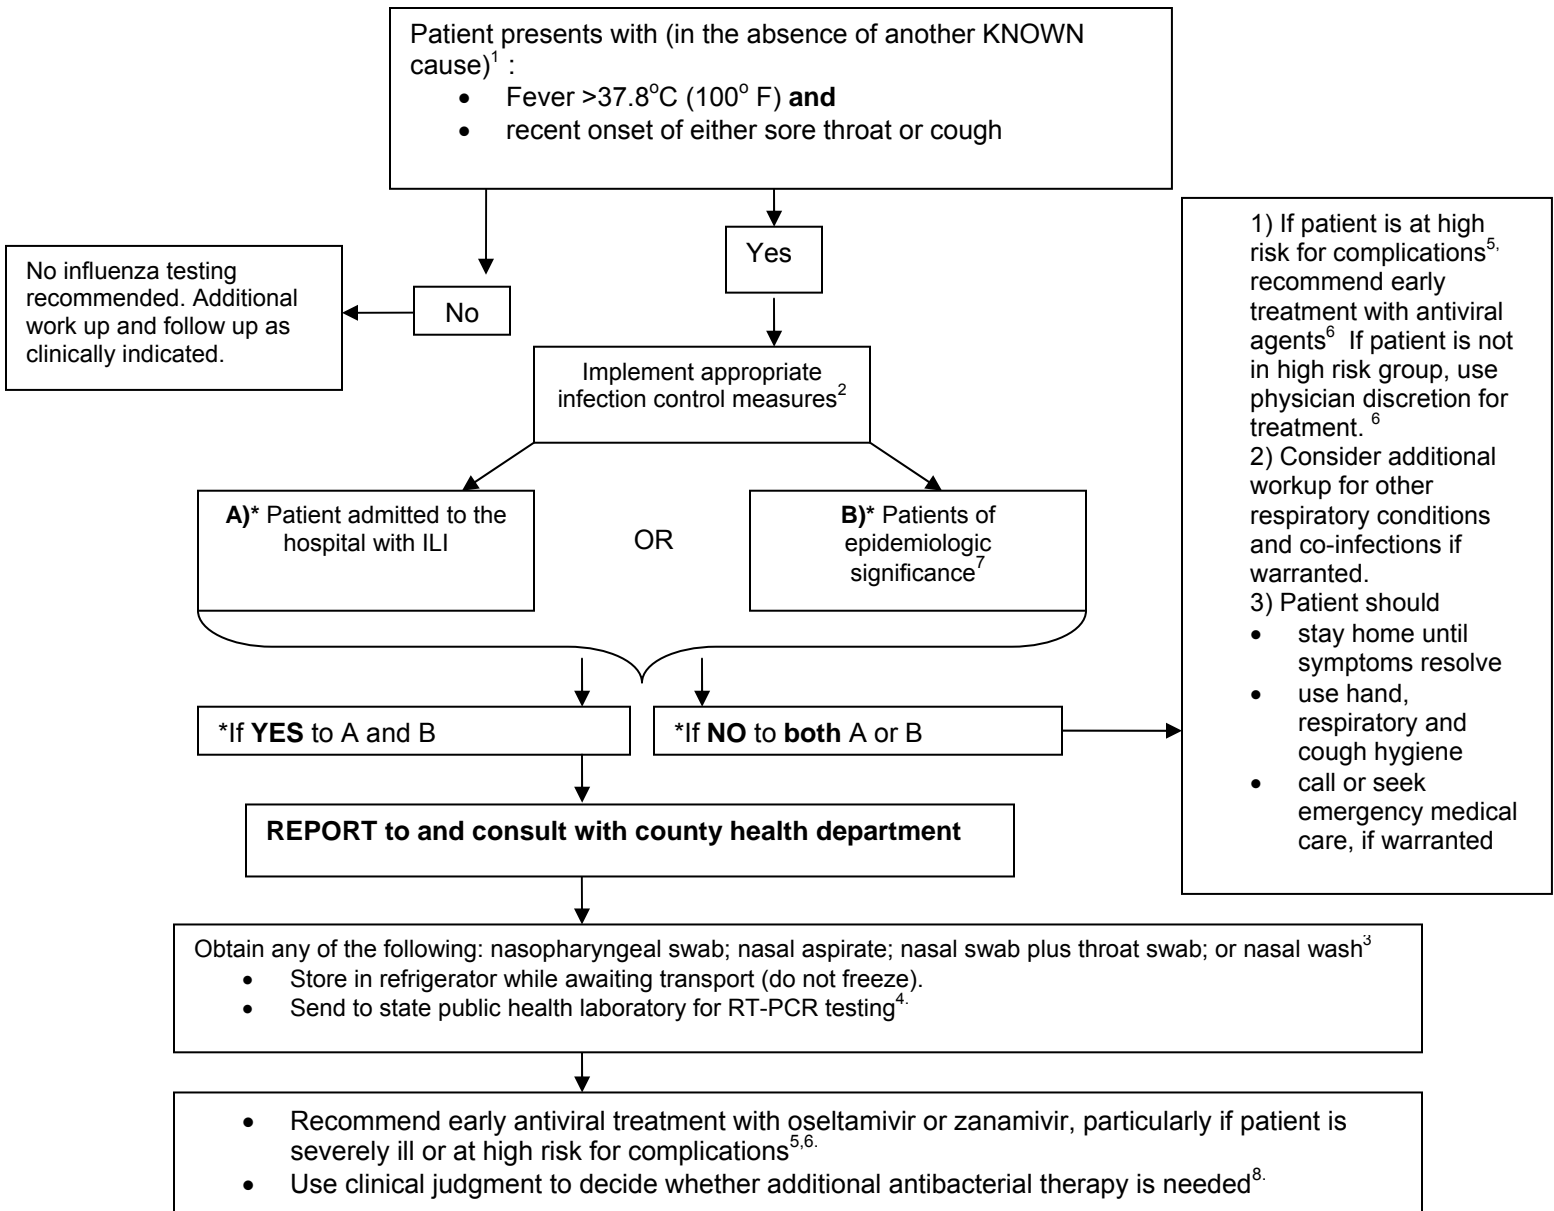 Patient presents with (in the absence of another KNOWN
cause)1 :
• Fever >37.8oC (100o F) and
• recent onset of either sore throat or cough
Yes
No
No influenza testing
recommended. Additional
work up and follow up as
clinically indicated.
Implement appropriate
infection control measures2
A)* Patient admitted to the
hospital with ILI
OR
B)* Patients of
epidemiologic
significance7
*If YES to A and B
*If NO to both A or B
1) If patient is at high
risk for complications5,
recommend early
treatment with antiviral
agents6 If patient is not
in high risk group, use
physician discretion for
treatment. 6
2) Consider additional
workup for other
respiratory conditions
and co-infections if
warranted.
3) Patient should
• stay home until
symptoms resolve
• use hand,
respiratory and
cough hygiene
• call or seek
emergency medical
care, if warranted
REPORT to and consult with county health department
Obtain any of the following: nasopharyngeal swab; nasal aspirate; nasal swab plus throat swab; or nasal wash3
• Store in refrigerator while awaiting transport (do not freeze).
• Send to state public health laboratory for RT-PCR testing4.
• Recommend early antiviral treatment with oseltamivir or zanamivir, particularly if patient is
severely ill or at high risk for complications5,6.
• Use clinical judgment to decide whether additional antibacterial therapy is needed8.